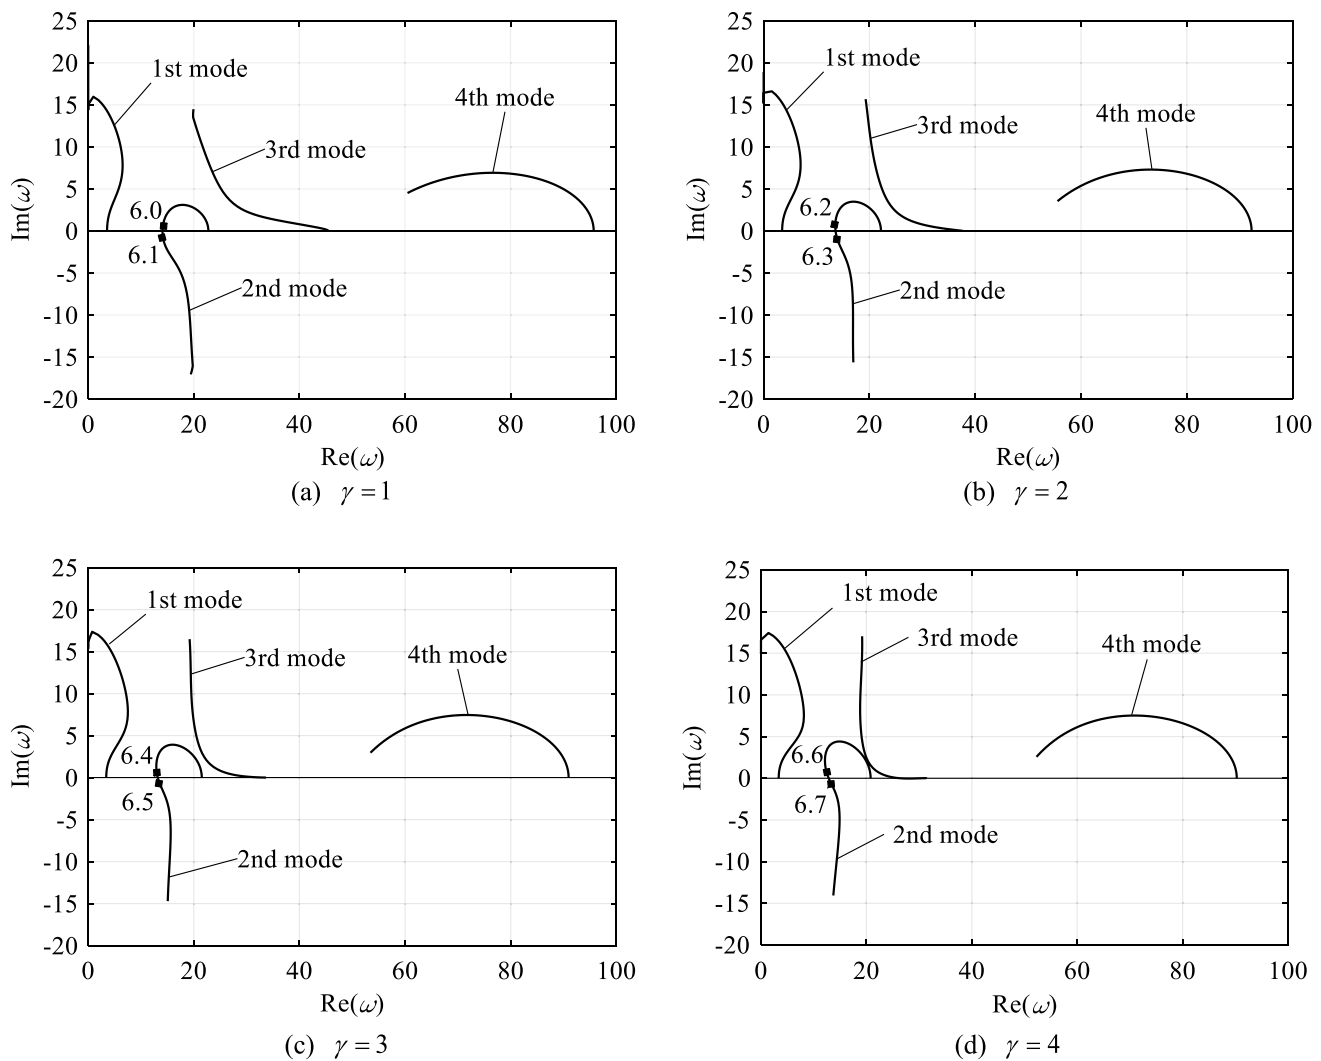 25
20
15
10
5
0
-5
-10
-15
-20
Im(ω)
1st mode
4th mode
3rd mode
6.0
6.1
2nd mode
0 20 40 60 80 100
Re(ω)
(a) γ = 1
25
20
15
10
5
0
-5
-10
-15
-20
Im(ω)
1st mode
4th mode
3rd mode
6.2
6.3
2nd mode
0 20 40 60 80 100
Re(ω)
(b) γ = 2
25
20
15
10
5
0
-5
-10
-15
-20
Im(ω)
1st mode
3rd mode
4th mode
6.4
6.5
2nd mode
0 20 40 60 80 100
Re(ω)
(c) γ = 3
25
20
15
10
5
0
-5
-10
-15
-20
Im(ω)
1st mode
3rd mode
4th mode
6.6
6.7
2nd mode
0 20 40 60 80 100
Re(ω)
(d) γ = 4